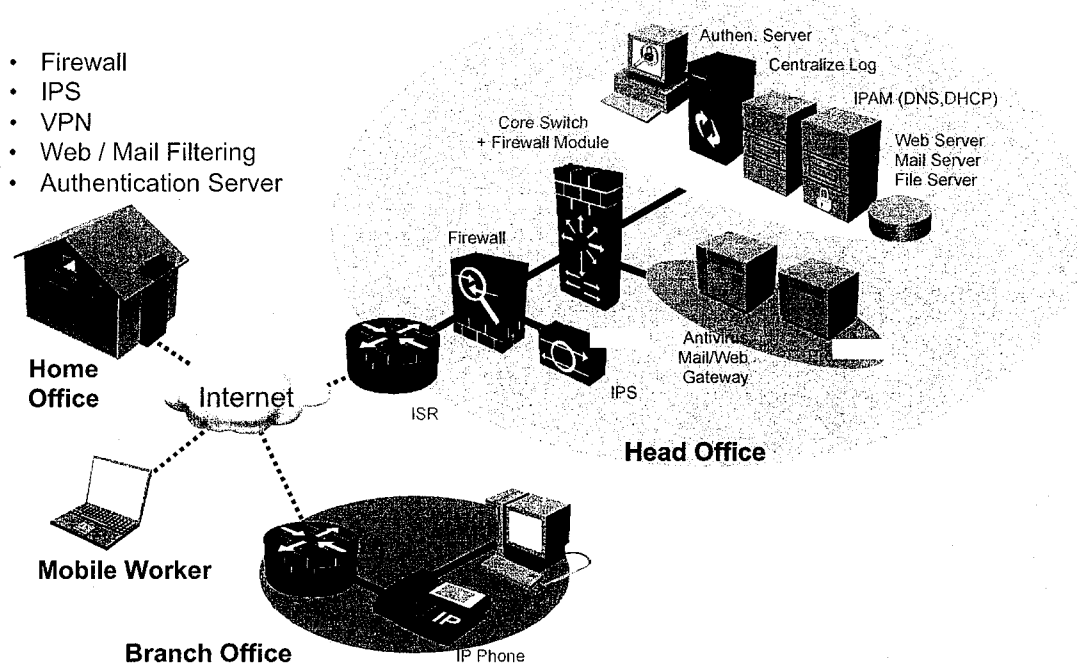 • Firewall
• IPS
• VPN
• Web / Mail Filtering
• Authentication Server
Authen. Server
Centralize Log
IPAM (DNS,DHCP)
Web Server
Mail Server
File Server
Core Switch
+ Firewall Module
Firewall
Antivirus
Mail/Web
Gateway
IPS
ISR
Head Office
Home
Office
Internet
Mobile Worker
IP
IP Phone
Branch Office